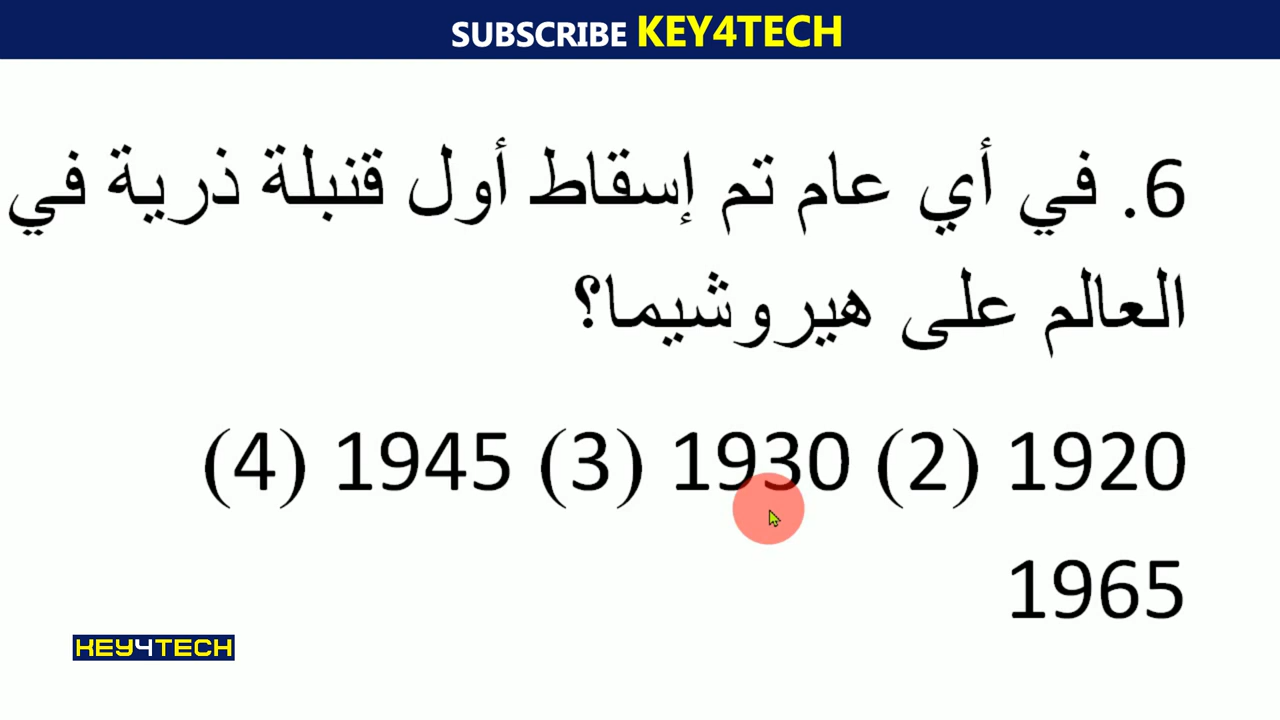 SUBSCRIBE KEY4TECH
6. في أي عام تم إسقاط أول قنبلة ذرية في
العالم على هيروشيما؟
1920 (2) 1930 (3) 1945 (4)
1965
KEY4TECH